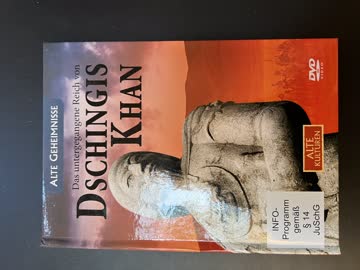 ALTE GEHEIMNISSE
Das untergegangene Reich von
DSCHINGIS
KHAN
DVD
ALTE
KULTUREN
INFO-
Programm
gemäß
§ 14
JuSchG